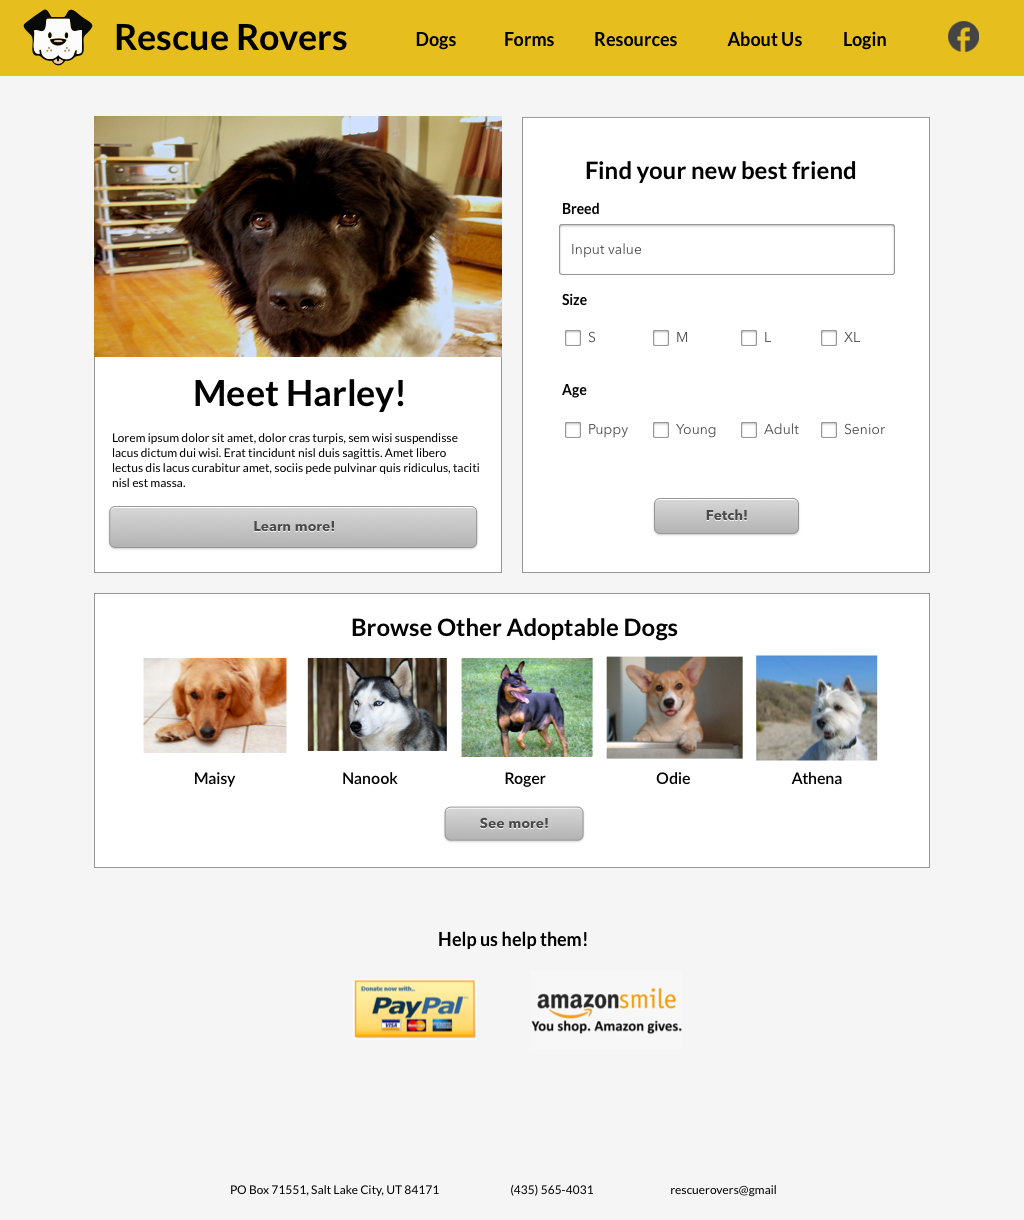 Rescue Rovers
Dogs
Forms
Resources
About Us
Login
Meet Harley!
Lorem ipsum dolor sit amet, dolor cras turpis, sem wisi suspendisse
lacus dictum dui wisi. Erat tincidunt nisl duis sagittis. Amet libero
lectus dis lacus curabitur amet, sociis pede pulvinar quis ridiculus, taciti
nisl est massa.
Learn more!
Find your new best friend
Breed
Input value
Size
S
M
L
XL
Age
Puppy
Young
Adult
Senior
Fetch!
Browse Other Adoptable Dogs
Maisy
Nanook
Roger
Odie
Athena
See more!
Help us help them!
Donate now with..
PayPal
VISA
amazonsmile
You shop. Amazon gives.
PO Box 71551, Salt Lake City, UT 84171
(435) 565-4031
rescuerovers@gmail